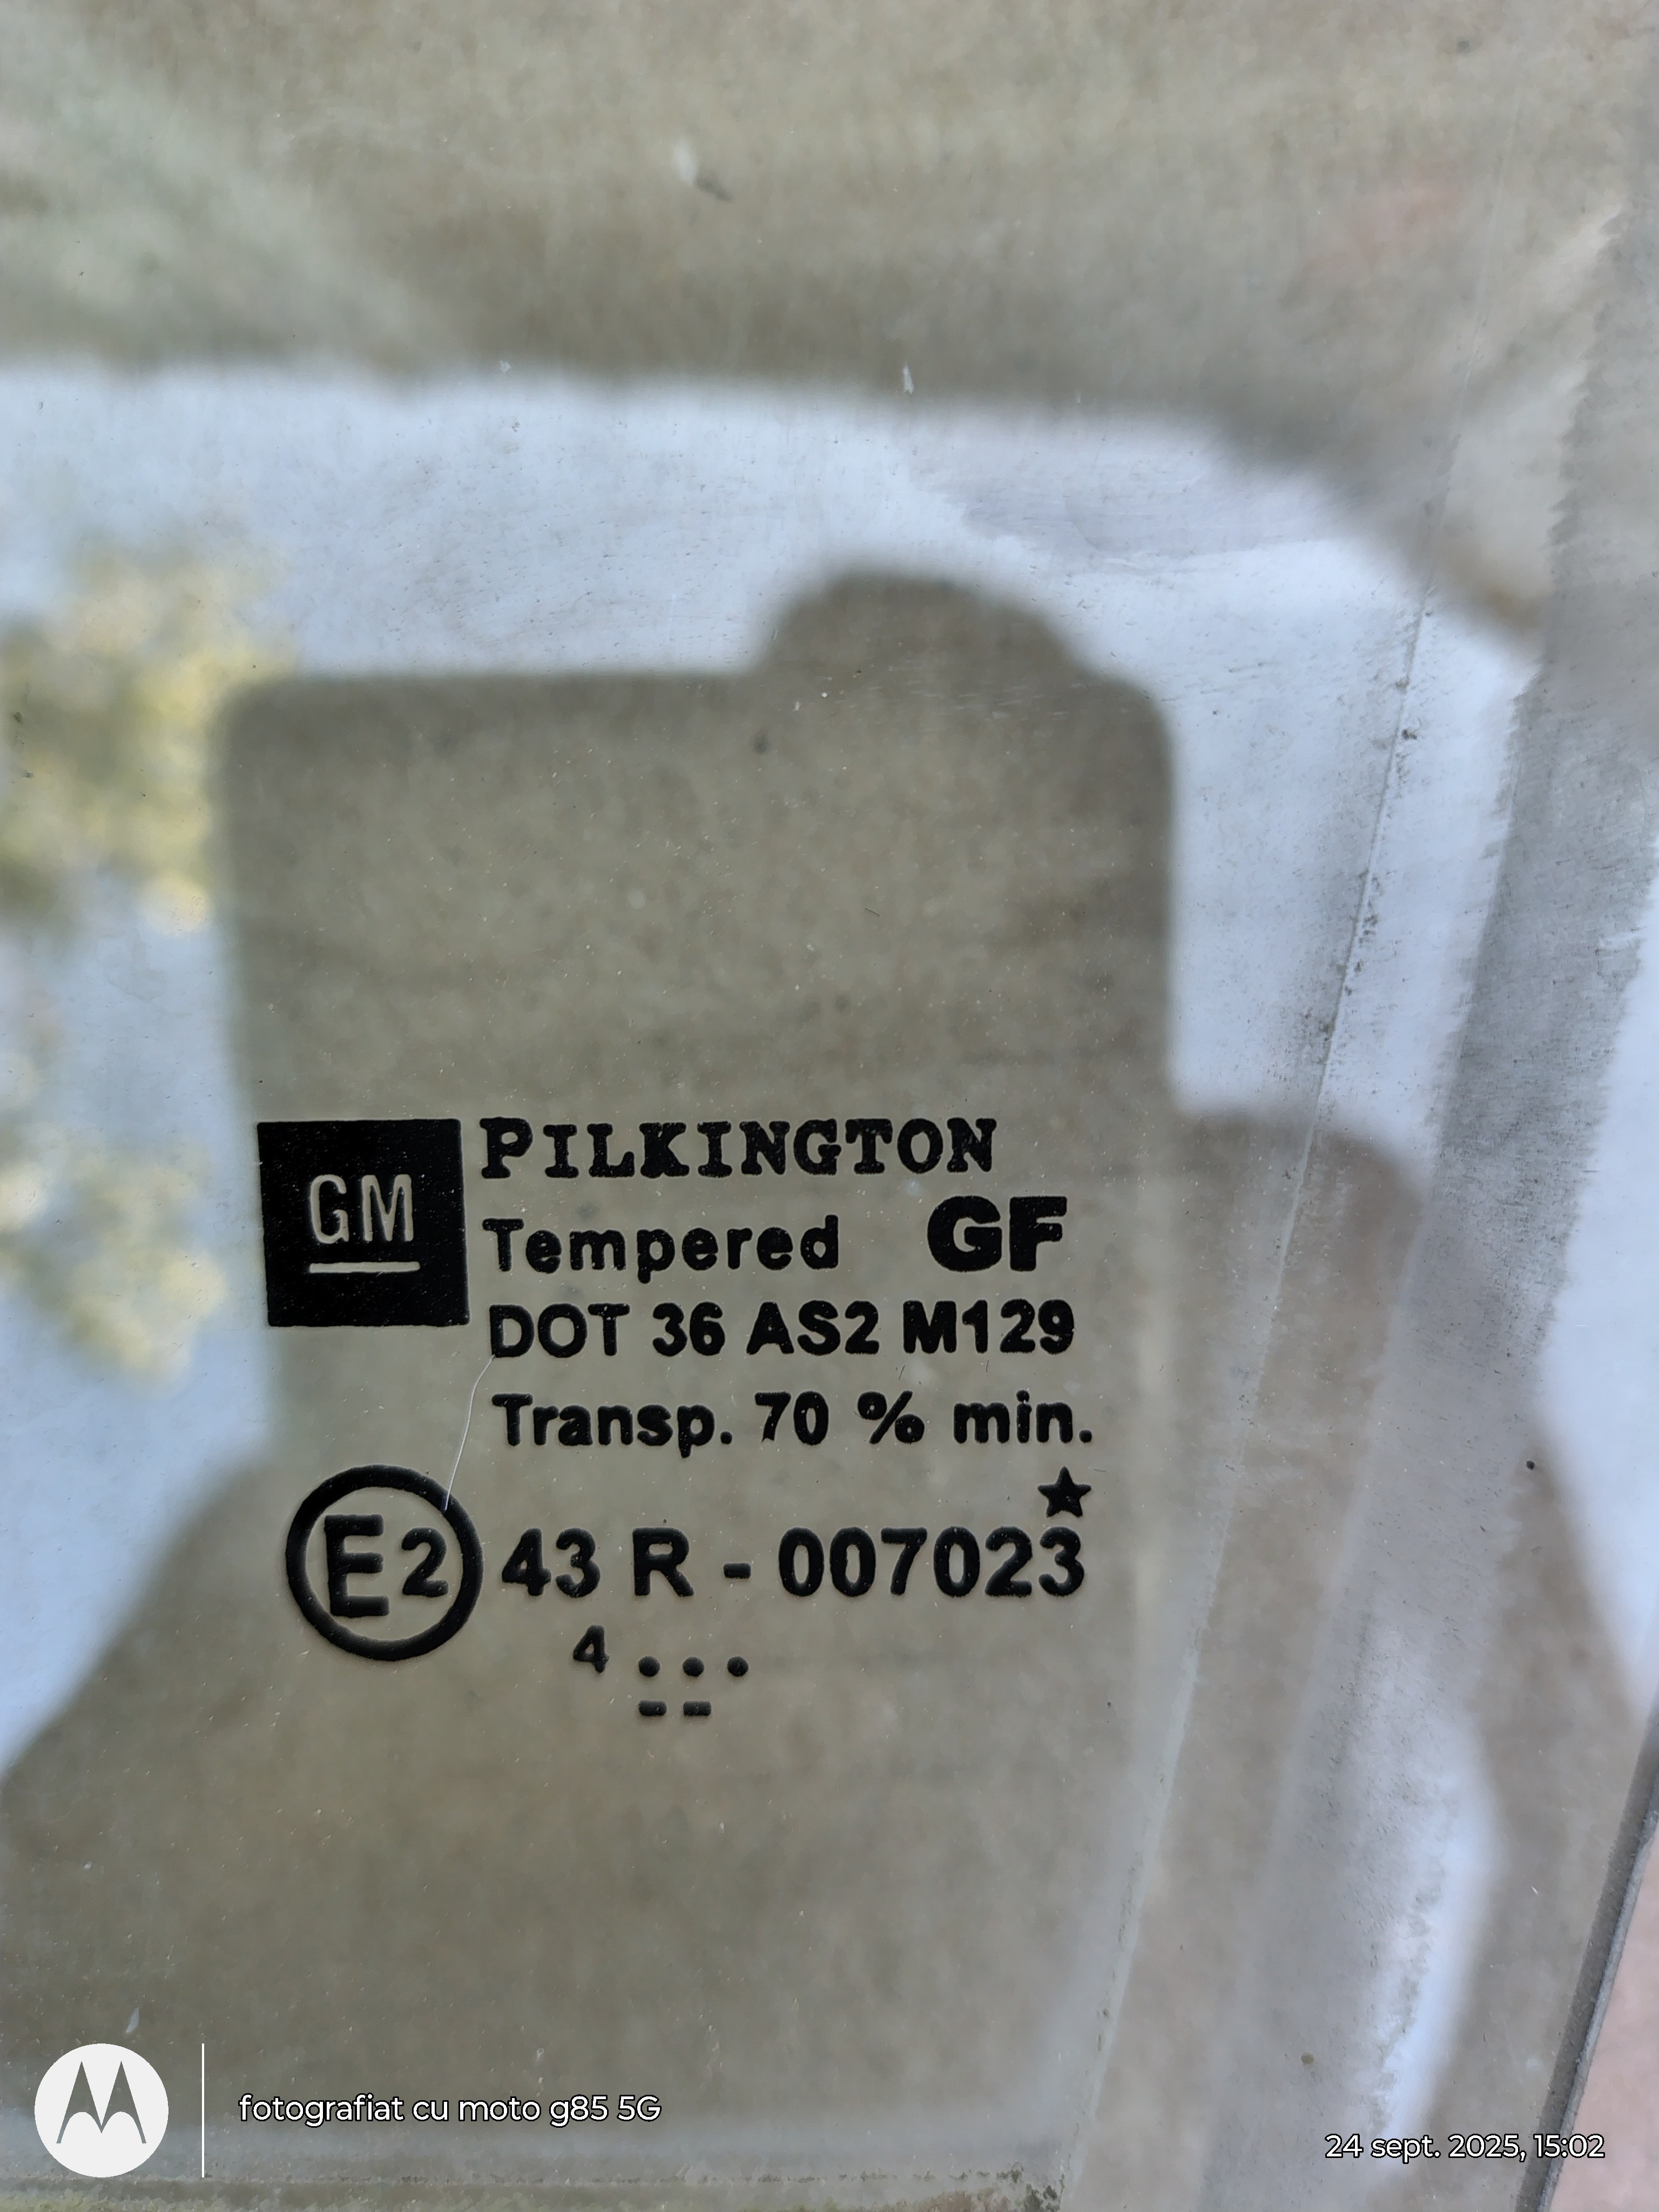 GM
PILKINGTON
Tempered GF
DOT 36 AS2 M129
Transp. 70 % min.
E2 43 R - 007023
4
fotografiat cu moto g85 5G
24 sept. 2025, 15:02